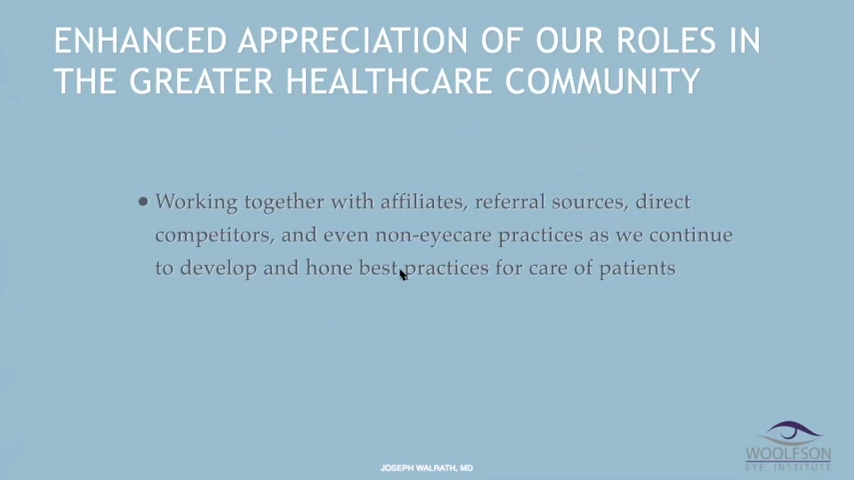 ENHANCED APPRECIATION OF OUR ROLES IN
THE GREATER HEALTHCARE COMMUNITY
• Working together with affiliates, referral sources, direct
competitors, and even non-eyecare practices as we continue
to develop and hone best practices for care of patients
JOSEPH WALRATH, MD
WOOLFSON
EYE INSTITUTE